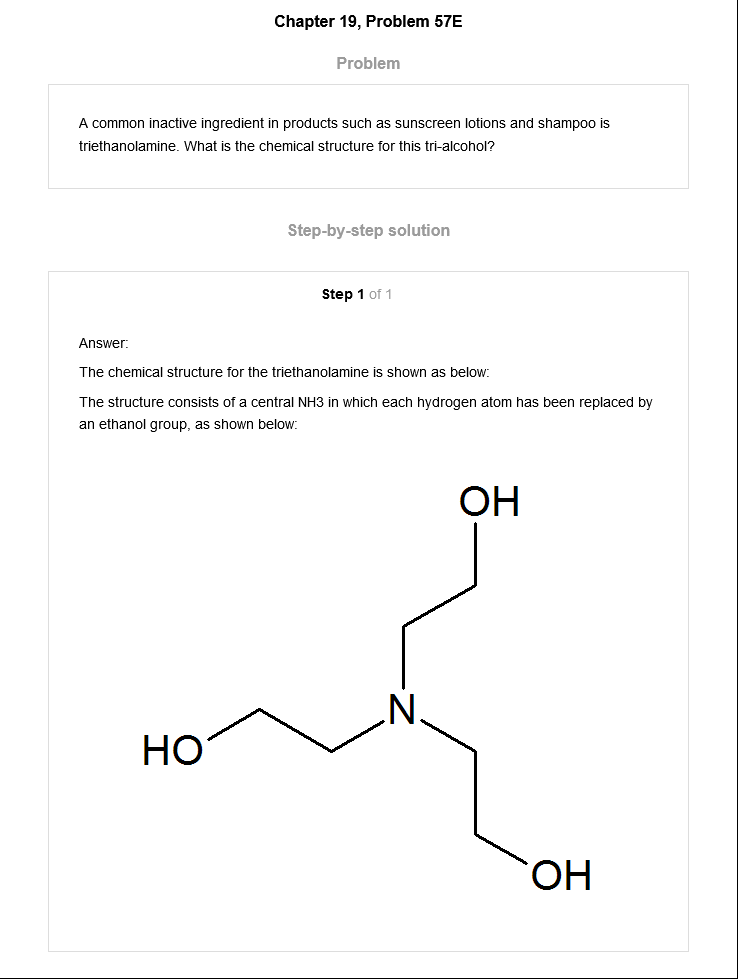 Chapter 19, Problem 57E
Problem
A common inactive ingredient in products such as sunscreen lotions and shampoo is
triethanolamine. What is the chemical structure for this tri-alcohol?
Step-by-step solution
Step 1 of 1
Answer:
The chemical structure for the triethanolamine is shown as below:
The structure consists of a central NH3 in which each hydrogen atom has been replaced by
an ethanol group, as shown below:
OH
N
HO
OH